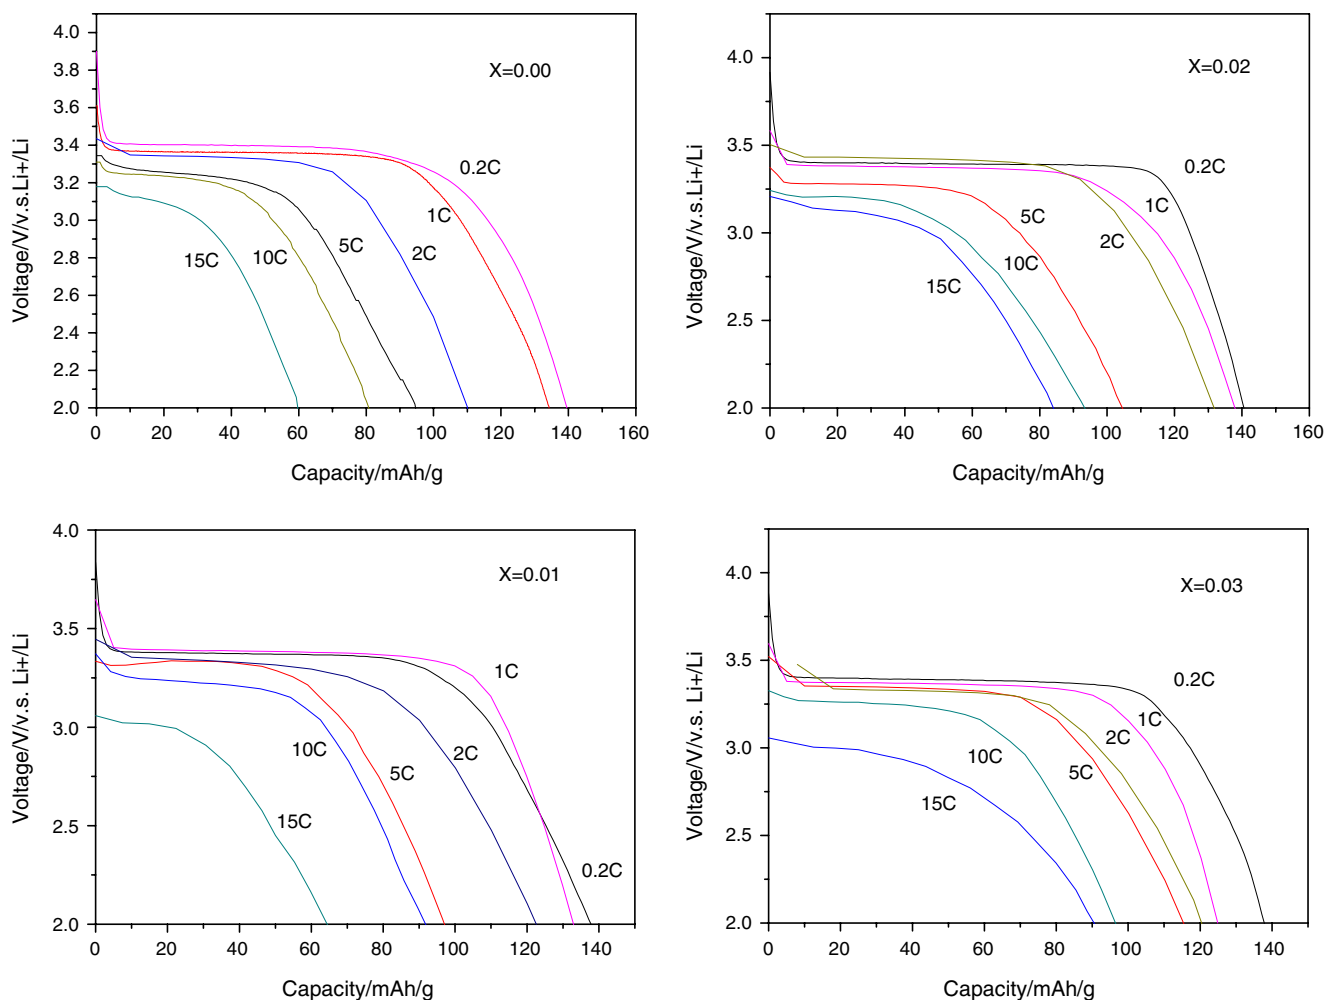 4.0
3.8
3.6
3.4
3.2
3.0
2.8
2.6
2.4
2.2
2.0
Voltage/V/v.s.Li+/Li
X=0.00
0.2C
1C
2C
5C
10C
15C
0 20 40 60 80 100 120 140 160
Capacity/mAh/g
4.0
3.5
3.0
2.5
2.0
Voltage/V/v.s.Li+/Li
X=0.02
0.2C
1C
2C
5C
10C
15C
0 20 40 60 80 100 120 140 160
Capacity/mAh/g
4.0
3.5
3.0
2.5
2.0
Voltage/V/v.s. Li+/Li
X=0.01
1C
2C
10C
5C
15C
0.2C
0 20 40 60 80 100 120 140
Capacity/mAh/g
4.0
3.5
3.0
2.5
2.0
Voltage/V/v.s. Li+/Li
X=0.03
0.2C
1C
2C
10C
5C
15C
0 20 40 60 80 100 120 140
Capacity/mAh/g